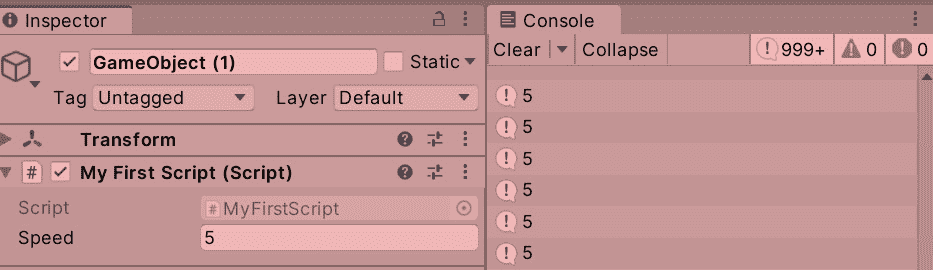 Inspector
GameObject (1)
Static
Tag Untagged Layer Default
Transform
# My First Script (Script)
Script # MyFirstScript
Speed 5
Console
Clear Collapse 999+ 0 0
5
5
5
5
5
5